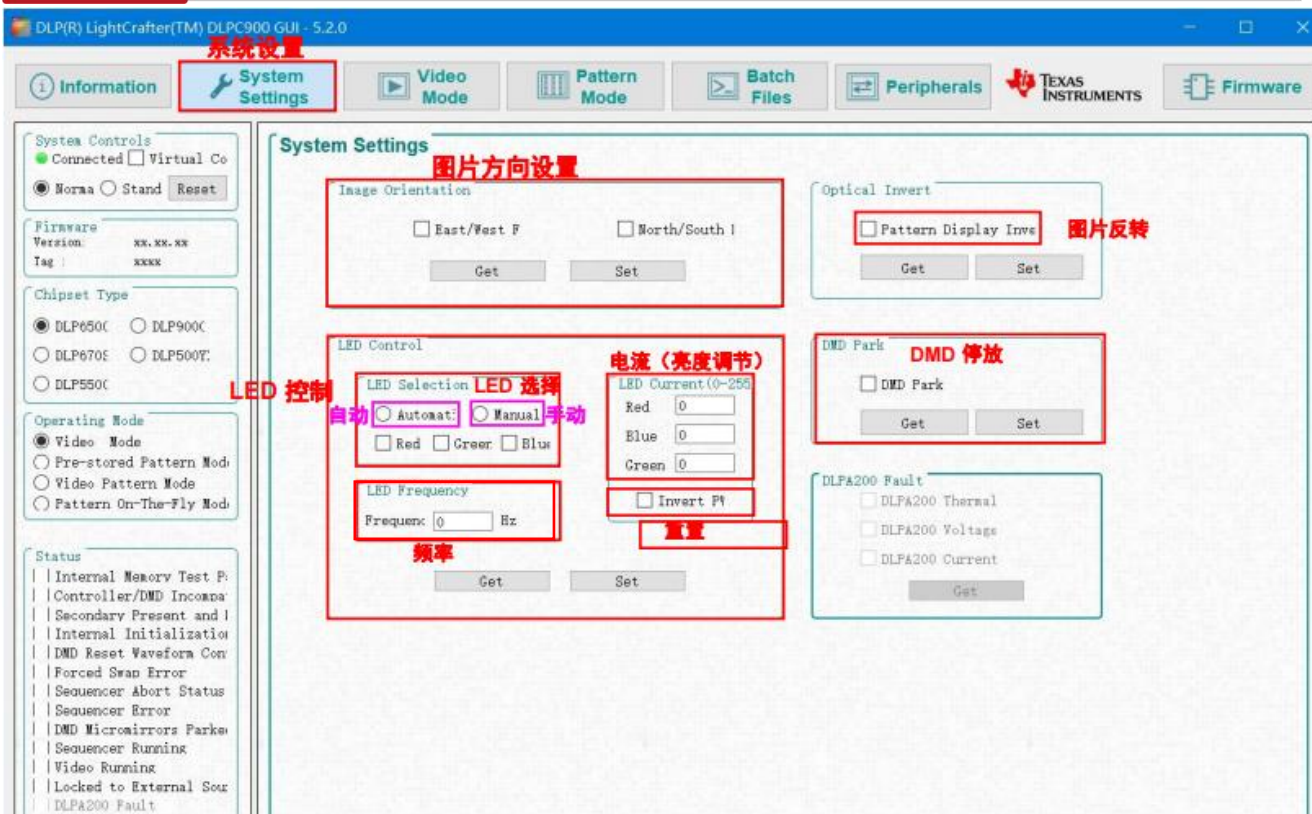 DLP(R) LightCrafter(TM) DLPC900 GUI - 5.2.0
系统设置
Information
System Settings
Video Mode
Pattern Mode
Batch Files
Peripherals
TEXAS INSTRUMENTS
Firmware
System Controls
Connected
Virtual Co
Norma
Stand
Reset
Firmware
Version: xx.xx.xx
Tag : xxxx
Chipset Type
DLP650(
DLP900(
DLP670S
DLP500Y:
DLP550(
Operating Mode
Video Mode
Pre-stored Pattern Mod
Video Pattern Mode
Pattern On-The-Fly Mod
Status
Internal Memory Test P
Controller/DMD Incompa
Secondary Present and
Internal Initialization
DMD Reset Waveform Con
Forced Swap Error
Sequencer Abort Status
Sequencer Error
DMD Micromirrors Parke
Sequencer Running
Video Running
Locked to External Sour
DLPA200 Fault
System Settings
图片方向设置
Image Orientation
East/West F
North/South
Get
Set
Optical Invert
Pattern Display Inve
图片反转
Get
Set
LED Control
LED 控制
LED Selection
LED 选择
自动
Automat
Manual
手动
Red
Green
Blue
LED Frequency
Frequenc 0 Hz
频率
电流（亮度调节）
LED Current(0-255
Red 0
Blue 0
Green 0
Invert PW
重置
Get
Set
DMD Park
DMD 停放
DMD Park
Get
Set
DLPA200 Fault
DLPA200 Thermal
DLPA200 Voltage
DLPA200 Current
Get